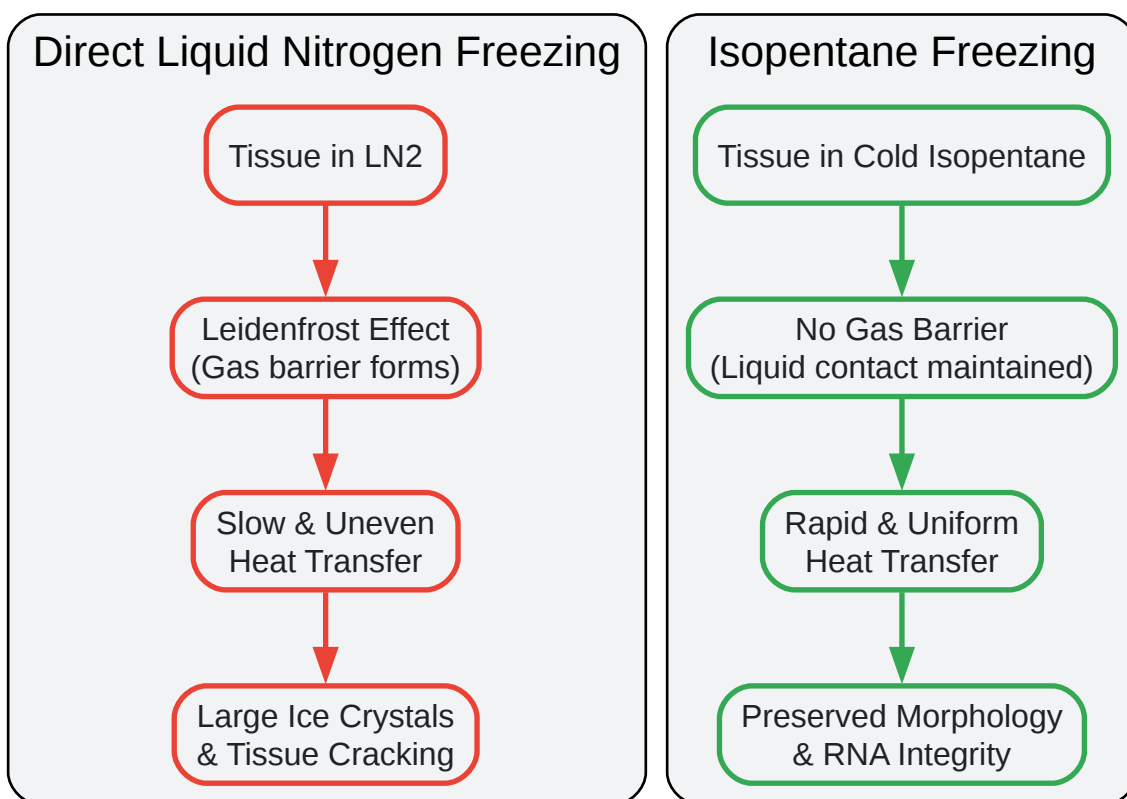 Direct Liquid Nitrogen Freezing
Tissue in LN2
Leidenfrost Effect
(Gas barrier forms)
Slow & Uneven
Heat Transfer
Large Ice Crystals
& Tissue Cracking
Isopentane Freezing
Tissue in Cold Isopentane
No Gas Barrier
(Liquid contact maintained)
Rapid & Uniform
Heat Transfer
Preserved Morphology
& RNA Integrity